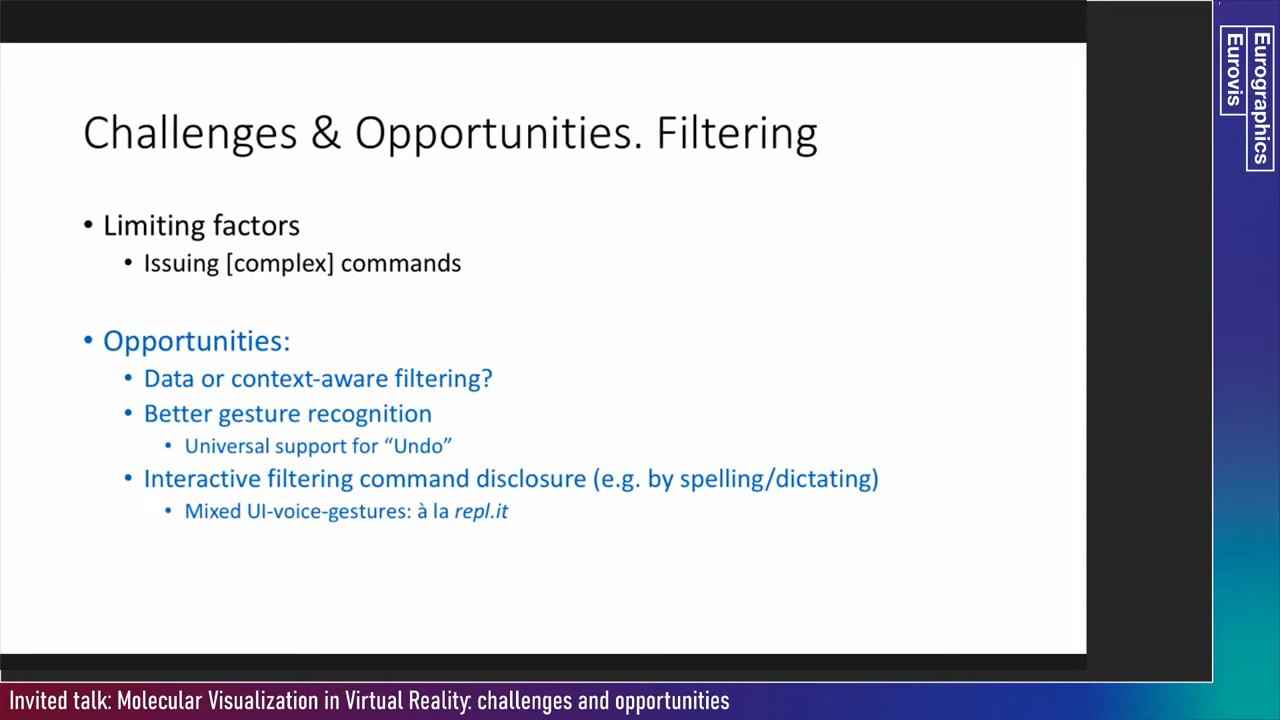 Challenges & Opportunities. Filtering
• Limiting factors
• Issuing [complex] commands
• Opportunities:
• Data or context-aware filtering?
• Better gesture recognition
• Universal support for “Undo”
• Interactive filtering command disclosure (e.g. by spelling/dictating)
• Mixed UI-voice-gestures: à la repl.it
Eurographics
Eurovis
Invited talk: Molecular Visualization in Virtual Reality: challenges and opportunities